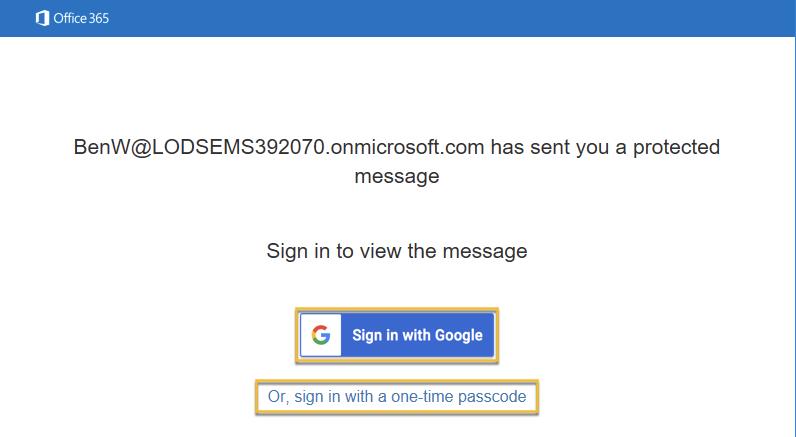 Office 365
BenW@LODSEMS392070.onmicrosoft.com has sent you a protected
message
Sign in to view the message
Sign in with Google
Or, sign in with a one-time passcode